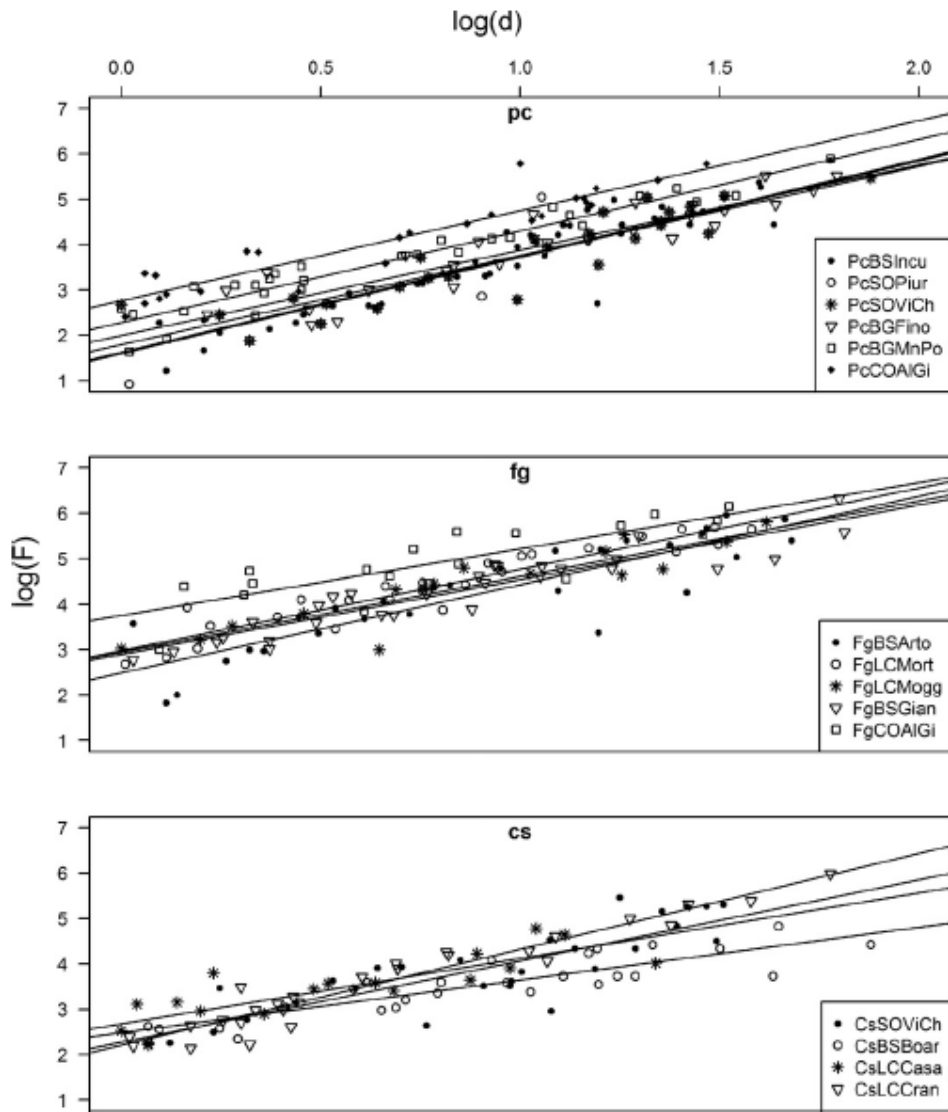 log(d)
0.0 0.5 1.0 1.5 2.0
pc
7
6
5
4
3
2
1
PcBSIncu
PcSOPiur
PcSOViCh
PcBGFino
PcBGMnPo
PcCOAlGi
log(F)
fg
7
6
5
4
3
2
1
FgBSArto
FgLCMort
FgLCMogg
FgBSGian
FgCOAlGi
cs
7
6
5
4
3
2
1
CsSOViCh
CsBSBoar
CsLCCasa
CsLCCran